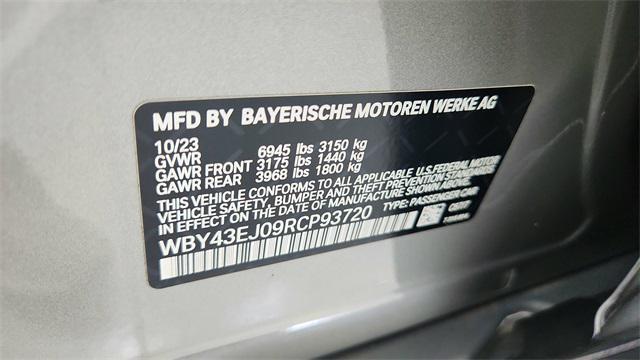 MFD BY BAYERISCHE MOTOREN WERKE AG
10/23
GVWR 6945 lbs 3150 kg
GAWR FRONT 3175 lbs 1440 kg
GAWR REAR 3968 lbs 1800 kg
THIS VEHICLE CONFORMS TO ALL APPLICABLE U.S. FEDERAL MOTOR
VEHICLE SAFETY, BUMPER AND THEFT PREVENTION STANDARDS IN EFFECT
ON THE DATE OF MANUFACTURE SHOWN ABOVE.
WBY43EJ09RCP93720 TYPE: PASSENGER CAR